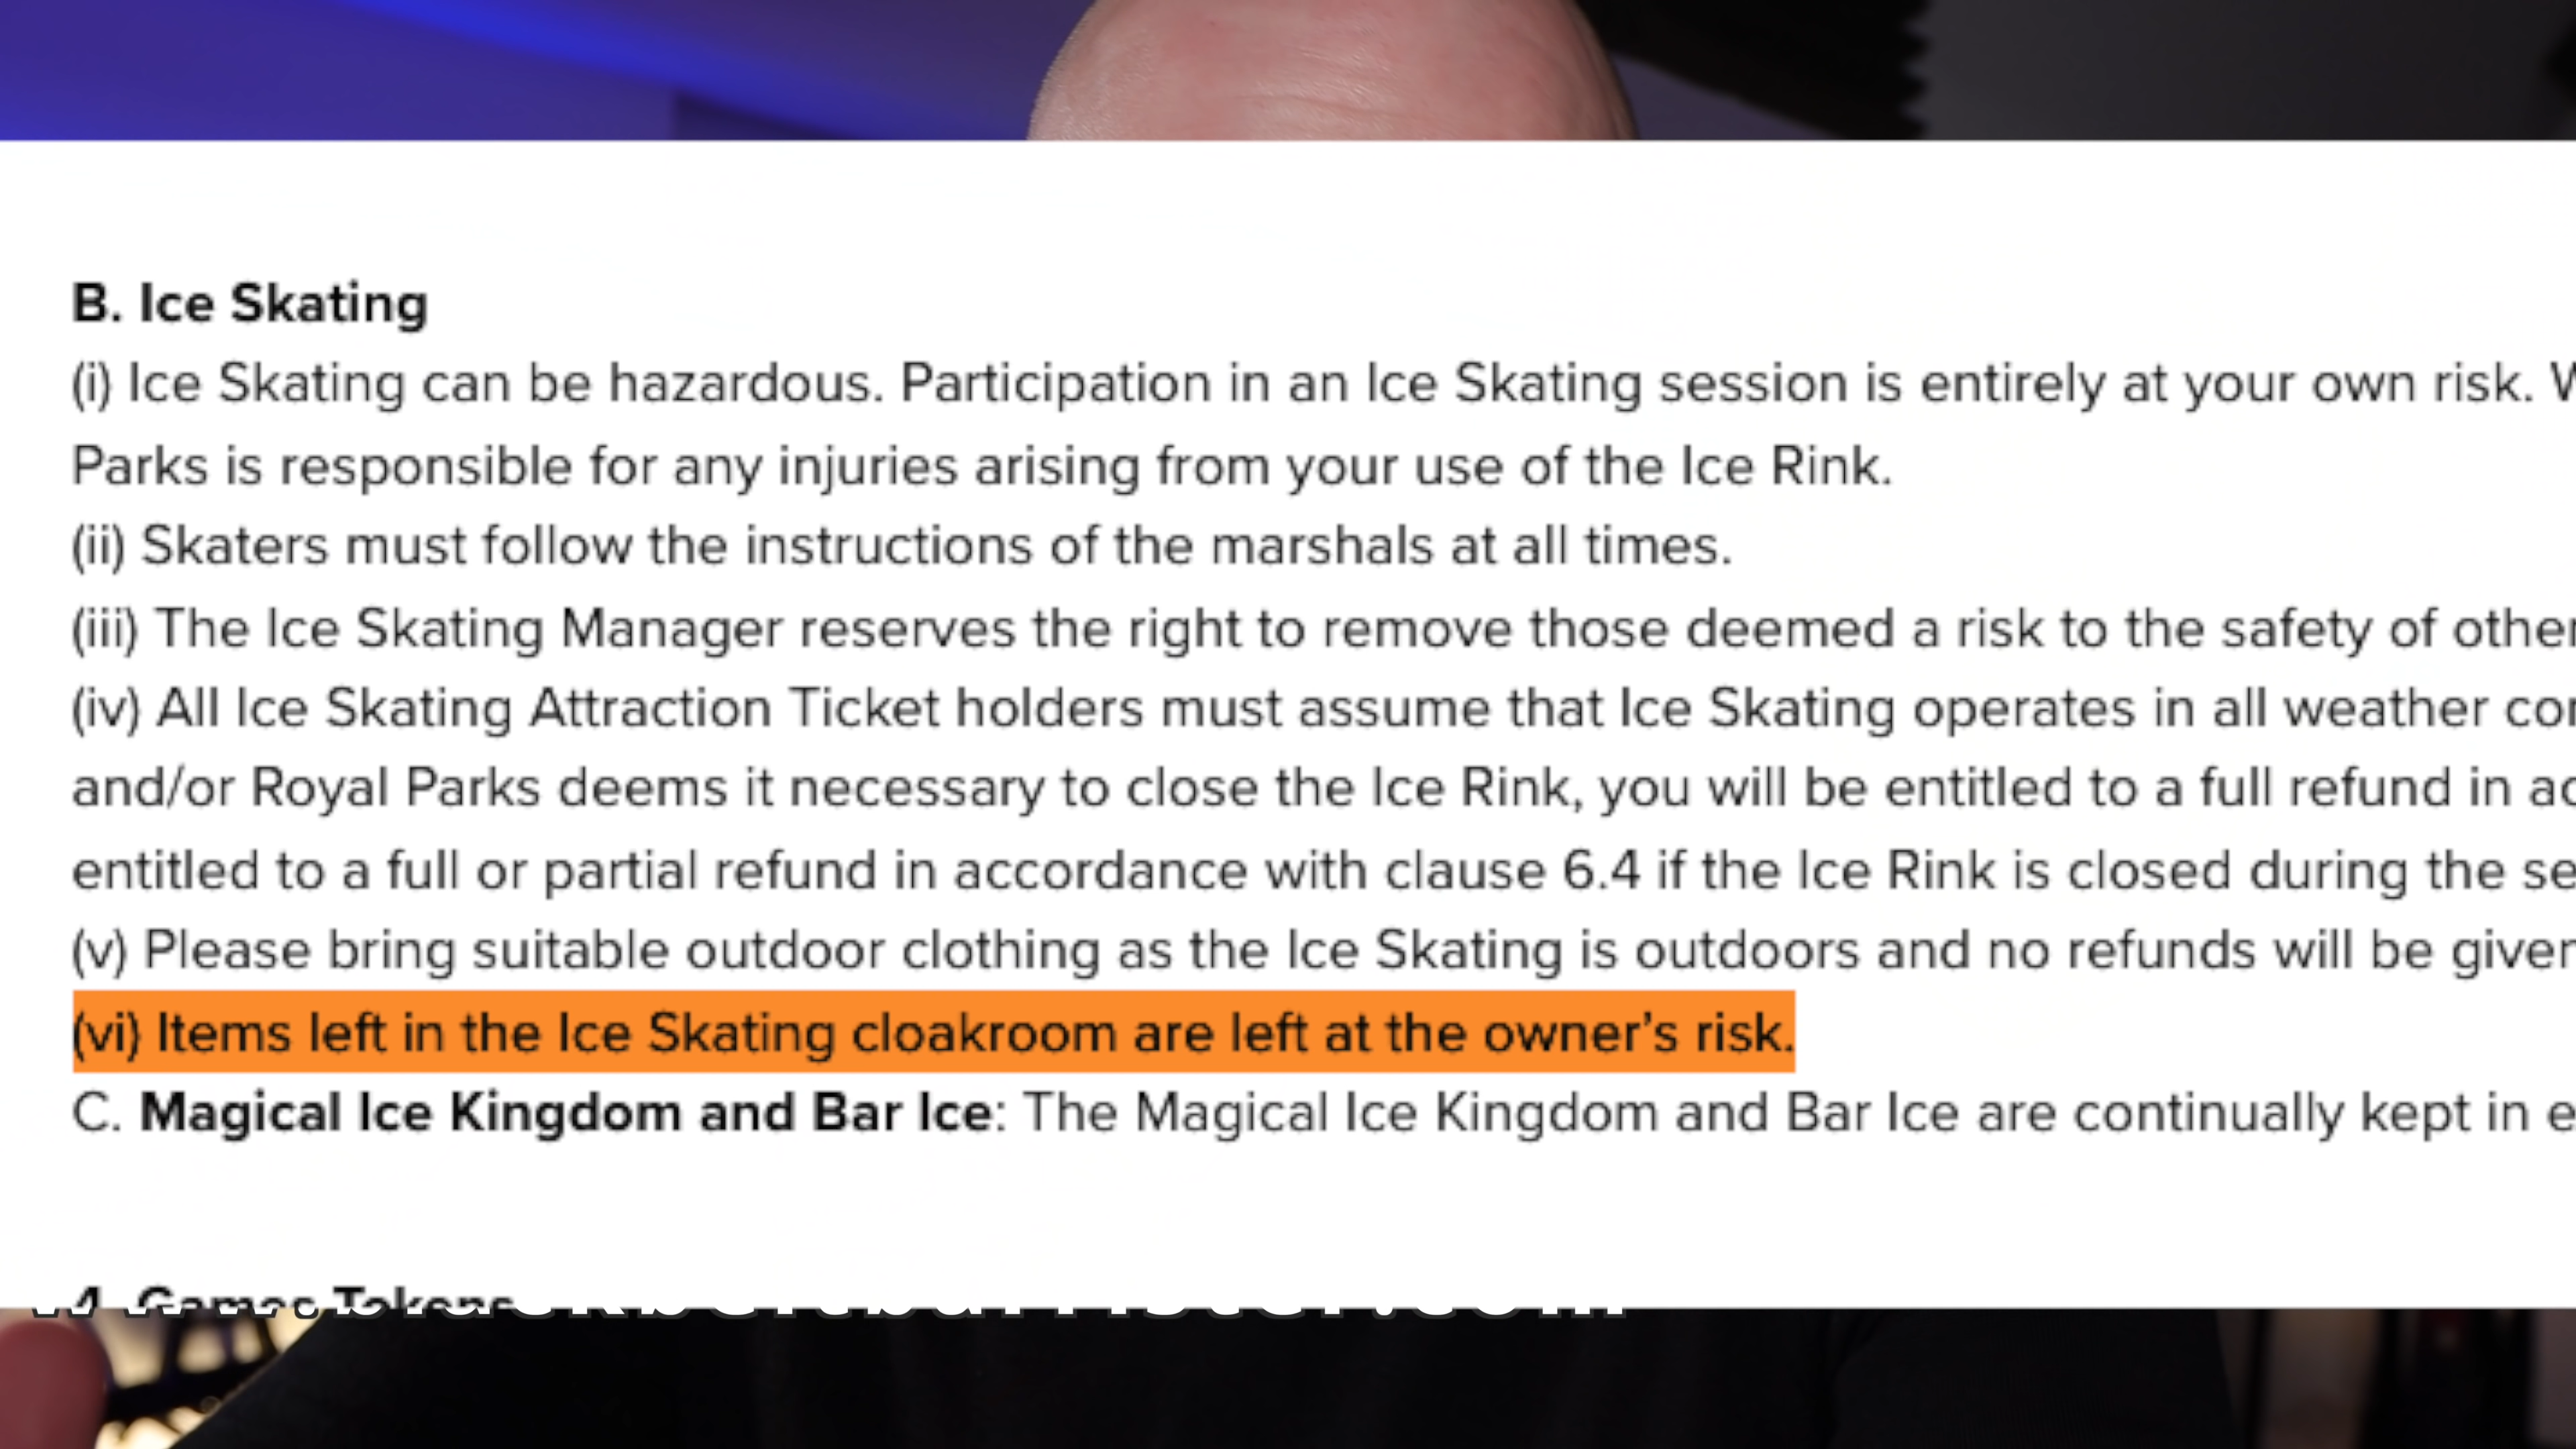 B. Ice Skating
(i) Ice Skating can be hazardous. Participation in an Ice Skating session is entirely at your own risk.
Parks is responsible for any injuries arising from your use of the Ice Rink.
(ii) Skaters must follow the instructions of the marshals at all times.
(iii) The Ice Skating Manager reserves the right to remove those deemed a risk to the safety of
(iv) All Ice Skating Attraction Ticket holders must assume that Ice Skating operates in all weather
and/or Royal Parks deems it necessary to close the Ice Rink, you will be entitled to a full refund in
entitled to a full or partial refund in accordance with clause 6.4 if the Ice Rink is closed during the
(v) Please bring suitable outdoor clothing as the Ice Skating is outdoors and no refunds will be
(vi) Items left in the Ice Skating cloakroom are left at the owner’s risk.
C. Magical Ice Kingdom and Bar Ice: The Magical Ice Kingdom and Bar Ice are continually kept in
4. Games Tokens